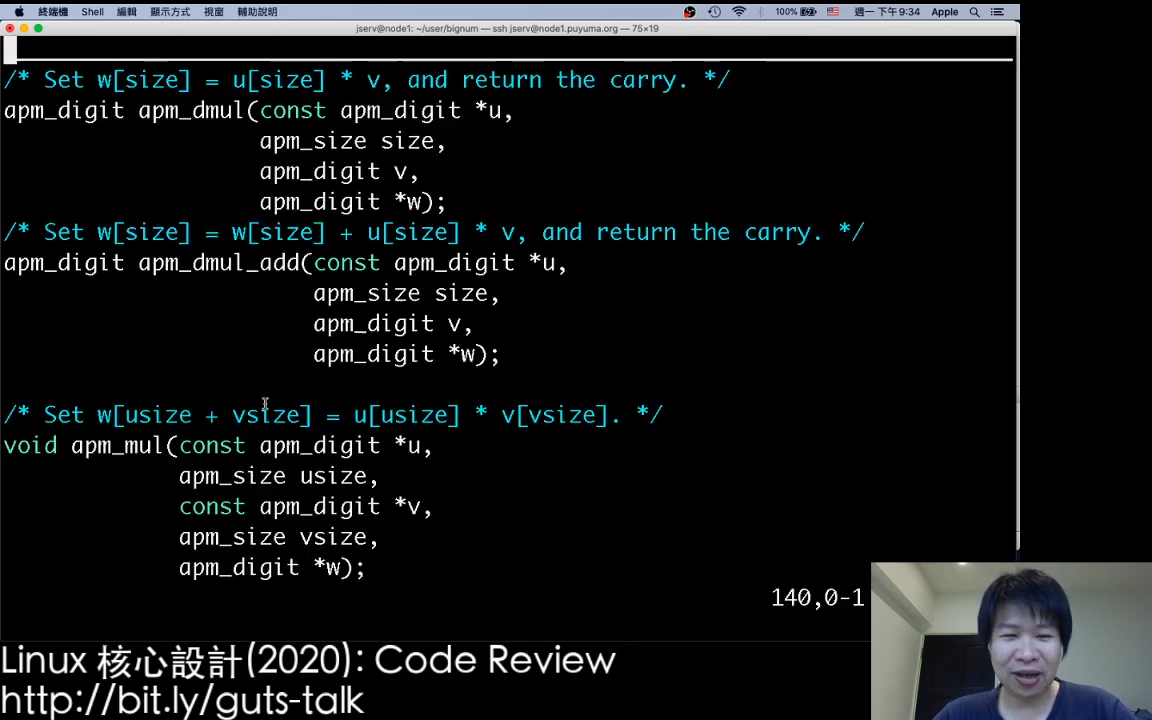 終端機 Shell 編輯 顯示方式 視窗 輔助說明 100% 週一 下午9:34 Apple
jserv@node1: ~/user/bignum — ssh jserv@node1.puyuma.org — 75×19
/* Set w[size] = u[size] * v, and return the carry. */
apm_digit apm_dmul(const apm_digit *u,
apm_size size,
apm_digit v,
apm_digit *w);
/* Set w[size] = w[size] + u[size] * v, and return the carry. */
apm_digit apm_dmul_add(const apm_digit *u,
apm_size size,
apm_digit v,
apm_digit *w);
/* Set w[usize + vsize] = u[usize] * v[vsize]. */
void apm_mul(const apm_digit *u,
apm_size usize,
const apm_digit *v,
apm_size vsize,
apm_digit *w);
140,0-1
Linux 核心設計(2020): Code Review
http://bit.ly/guts-talk